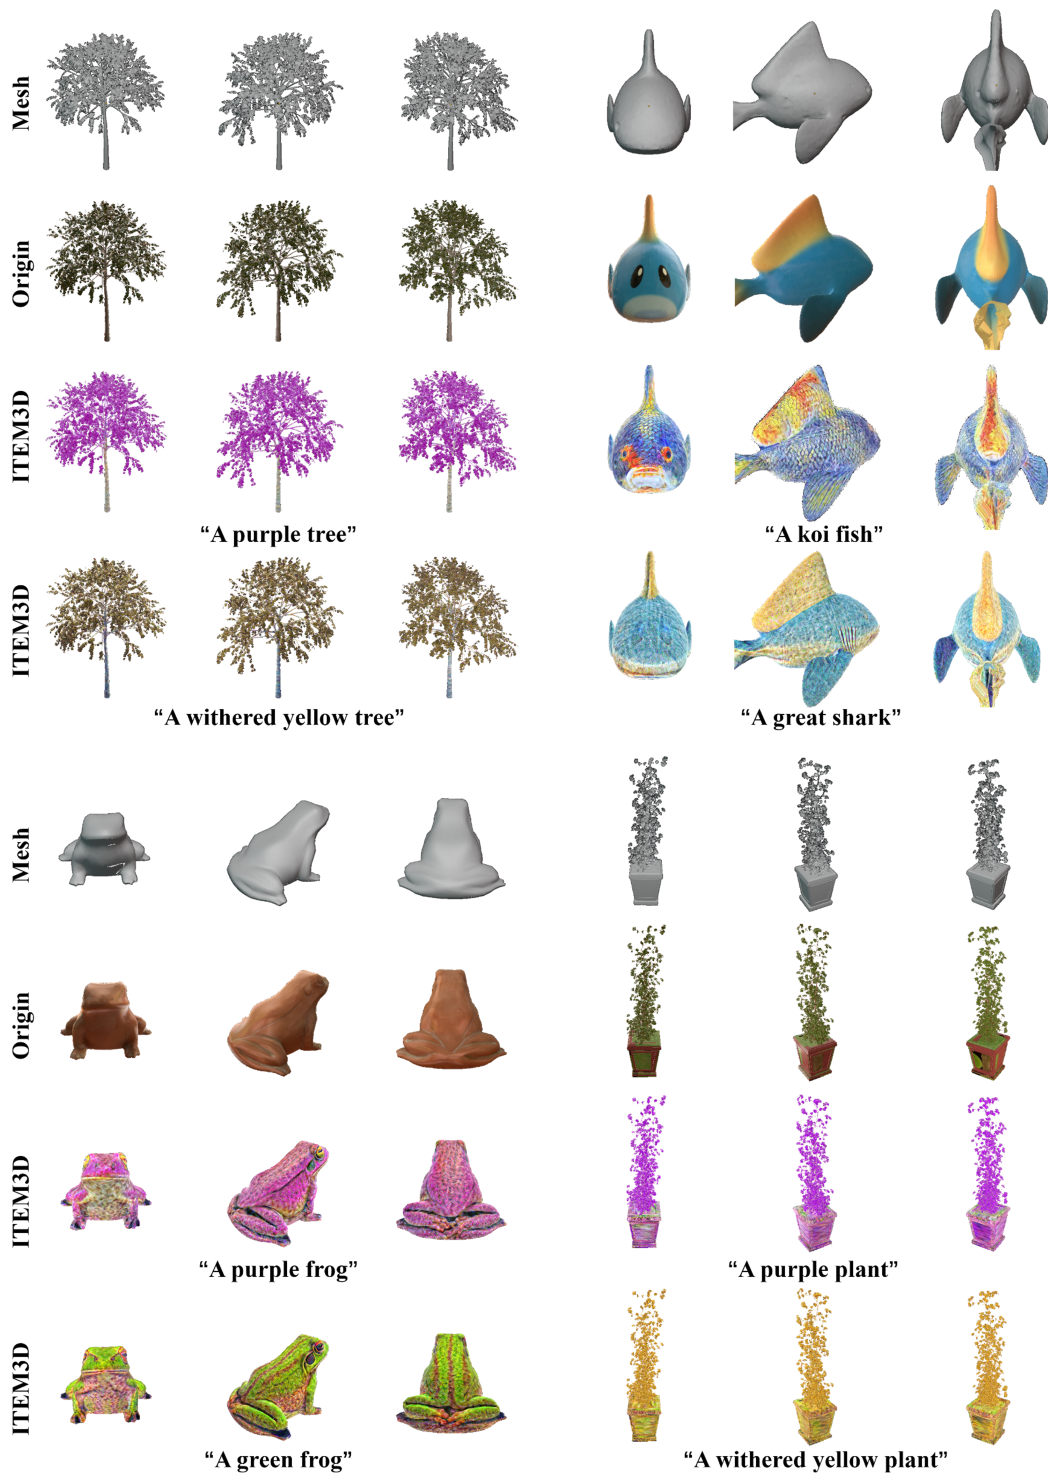 Mesh
Origin
ITEM3D
“A purple tree”
“A koi fish”
ITEM3D
“A withered yellow tree”
“A great shark”
Mesh
Origin
ITEM3D
“A purple frog”
“A purple plant”
ITEM3D
“A green frog”
“A withered yellow plant”